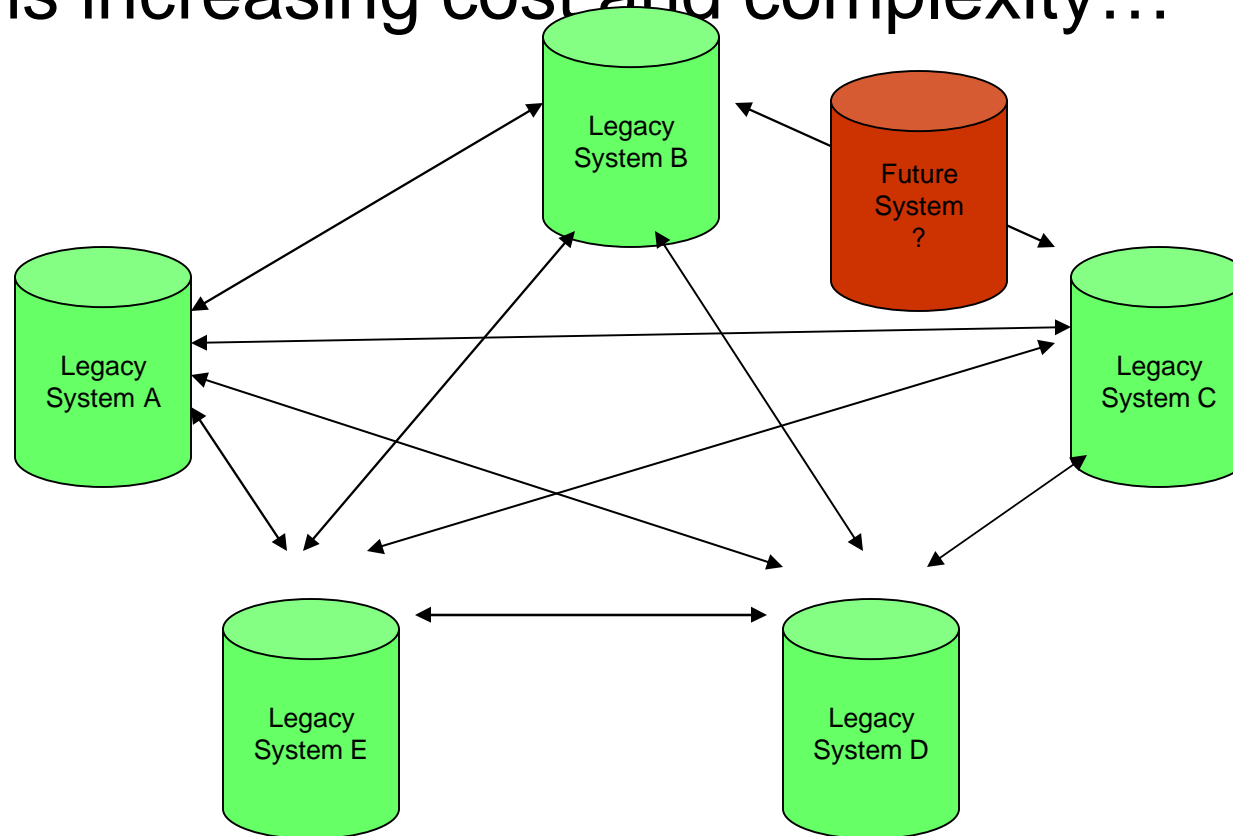 is increasing cost and complexity…
Legacy
System B
Future
System
?
Legacy
System A
Legacy
System C
Legacy
System E
Legacy
System D